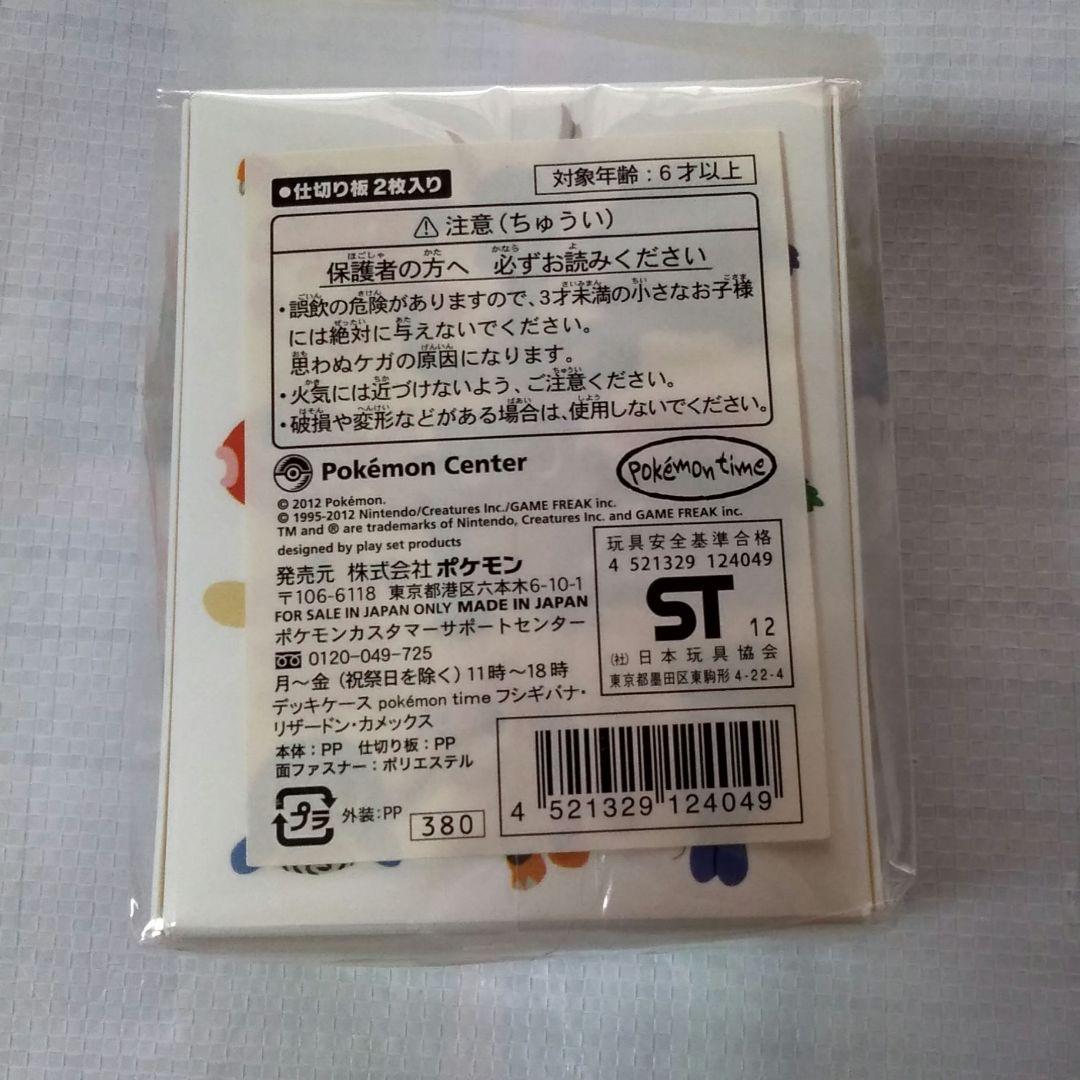 ●仕切り板 2枚入り
対象年齢：6才以上
⚠ 注意（ちゅうい）
保護者の方へ 必ずお読みください
・誤飲の危険がありますので、3才未満の小さなお子様
には絶対に与えないでください。
思わぬケガの原因になります。
・火気には近づけないよう、ご注意ください。
・破損や変形などがある場合は、使用しないでください。
Pokémon Center
pokémon time
© 2012 Pokémon.
© 1995-2012 Nintendo/Creatures Inc./GAME FREAK inc.
TM and ® are trademarks of Nintendo, Creatures Inc. and GAME FREAK inc.
designed by play set products
発売元 株式会社ポケモン
〒106-6118 東京都港区六本木6-10-1
FOR SALE IN JAPAN ONLY MADE IN JAPAN
ポケモンカスタマーサポートセンター
0120-049-725
月～金（祝祭日を除く）11時～18時
デッキケース pokémon time フシギバナ・
リザードン・カメックス
本体：PP 仕切り板：PP
面ファスナー：ポリエステル
プラ
外装：PP
380
玩具安全基準合格
4 521329 124049
ST 12
(社) 日本玩具協会
東京都墨田区東駒形 4-22-4
4 521329 124049